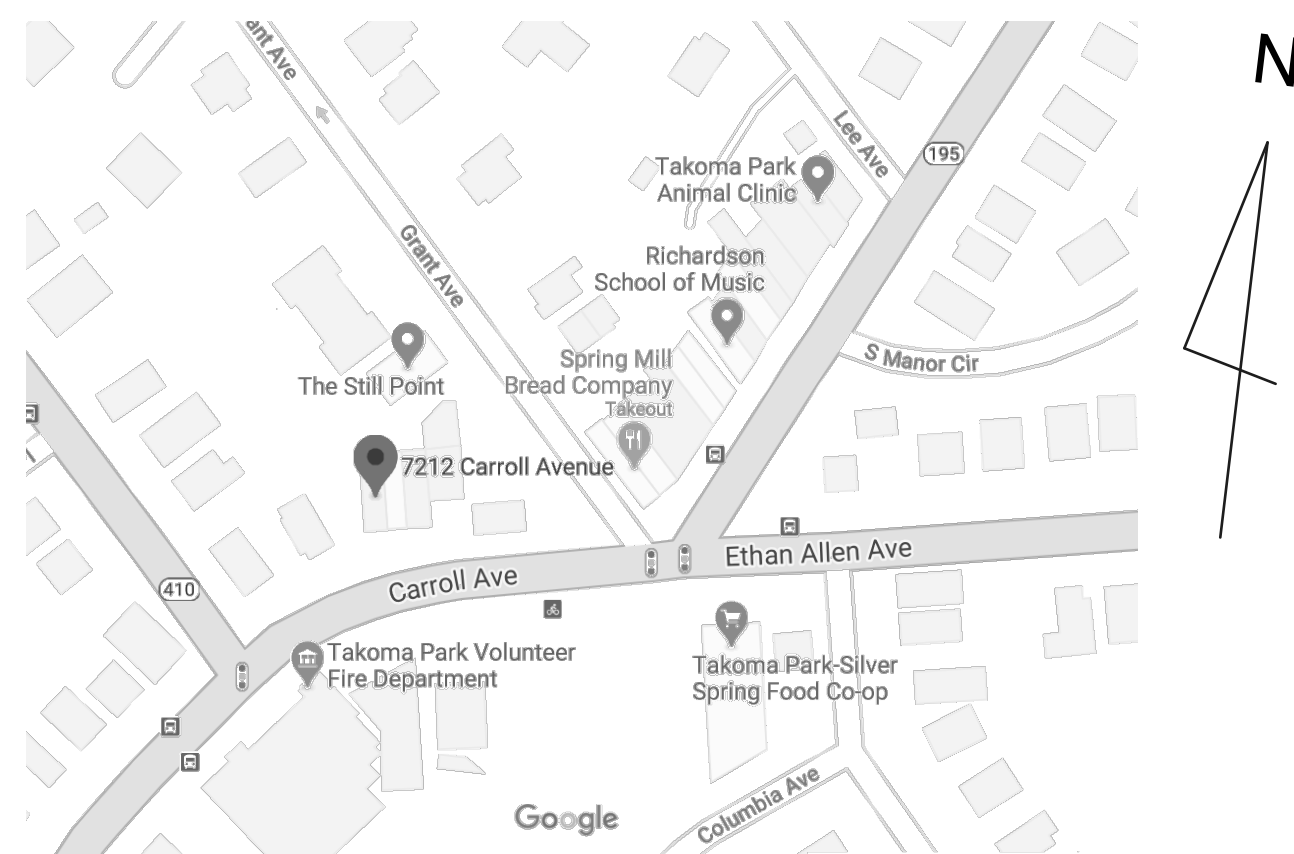 ant Ave
N
Lee Ave
195
Takoma Park
Animal Clinic
Grant Ave
Richardson
School of Music
S Manor Cir
Spring Mill
Bread Company
Takeout
The Still Point
7212 Carroll Avenue
Ethan Allen Ave
Carroll Ave
410
Takoma Park Volunteer
Fire Department
Takoma Park-Silver
Spring Food Co-op
Columbia Ave
Google